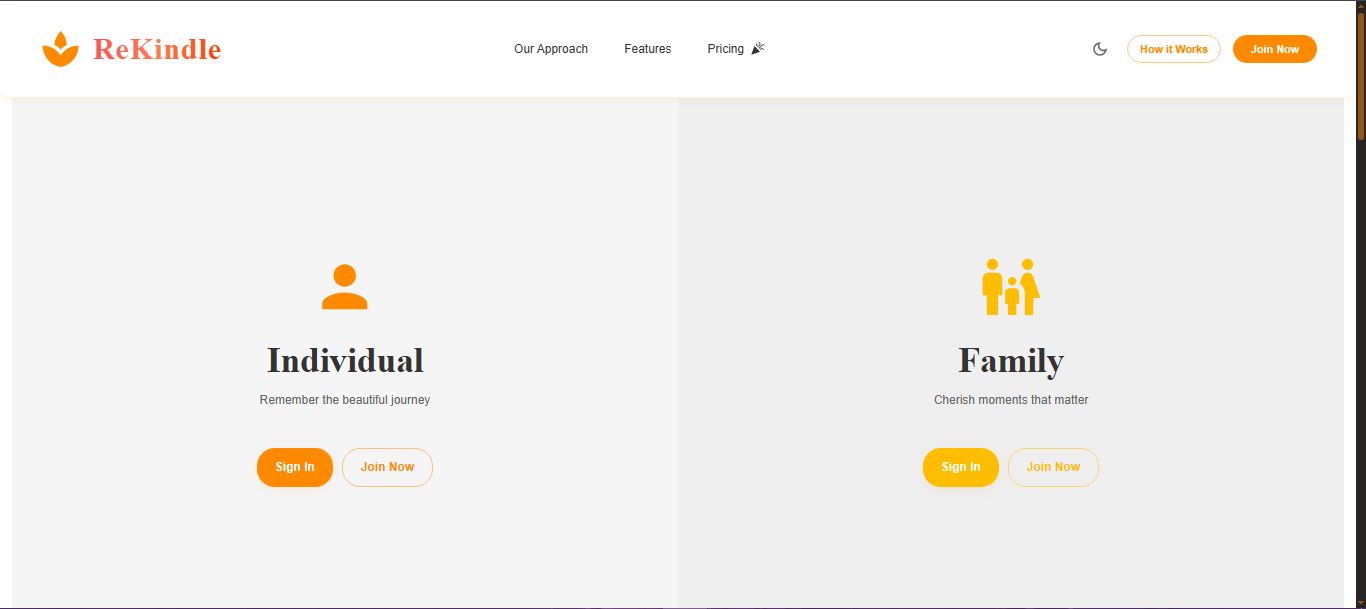 ReKindle
Our Approach
Features
Pricing
How it Works
Join Now
Individual
Remember the beautiful journey
Sign In
Join Now
Family
Cherish moments that matter
Sign In
Join Now